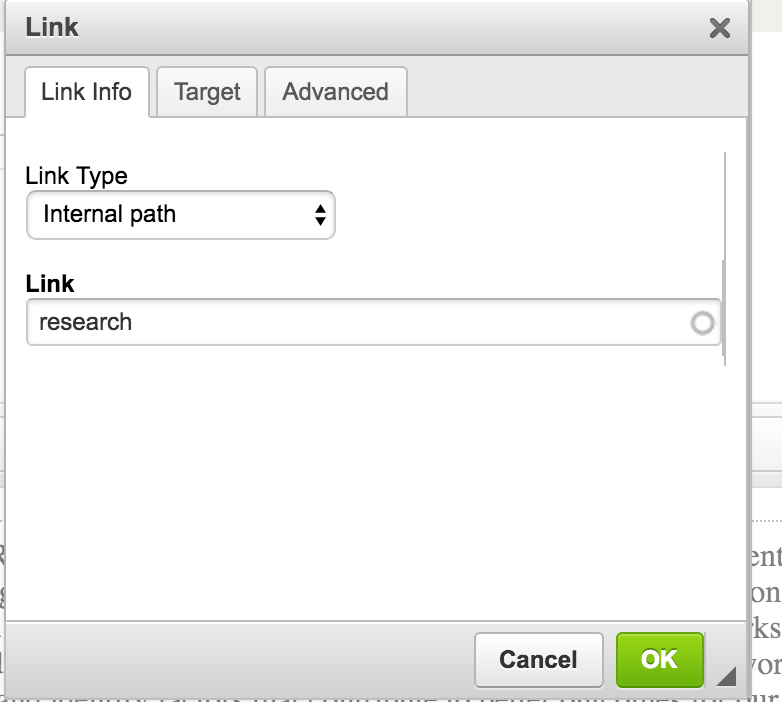 Link
Link Info Target Advanced
Link Type
Internal path
Link
research
Cancel OK